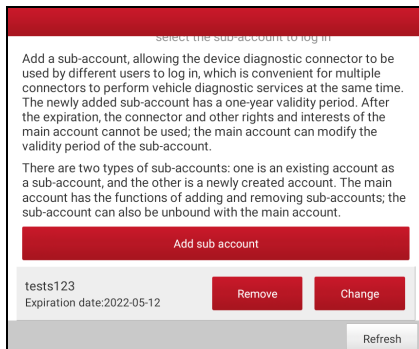 select the sub-account to log in
Add a sub-account, allowing the device diagnostic connector to be
used by different users to log in, which is convenient for multiple
connectors to perform vehicle diagnostic services at the same time.
The newly added sub-account has a one-year validity period. After
the expiration, the connector and other rights and interests of the
main account cannot be used; the main account can modify the
validity period of the sub-account.
There are two types of sub-accounts: one is an existing account as
a sub-account, and the other is a newly created account. The main
account has the functions of adding and removing sub-accounts; the
sub-account can also be unbound with the main account.
Add sub account
tests123
Expiration date:2022-05-12
Remove
Change
Refresh